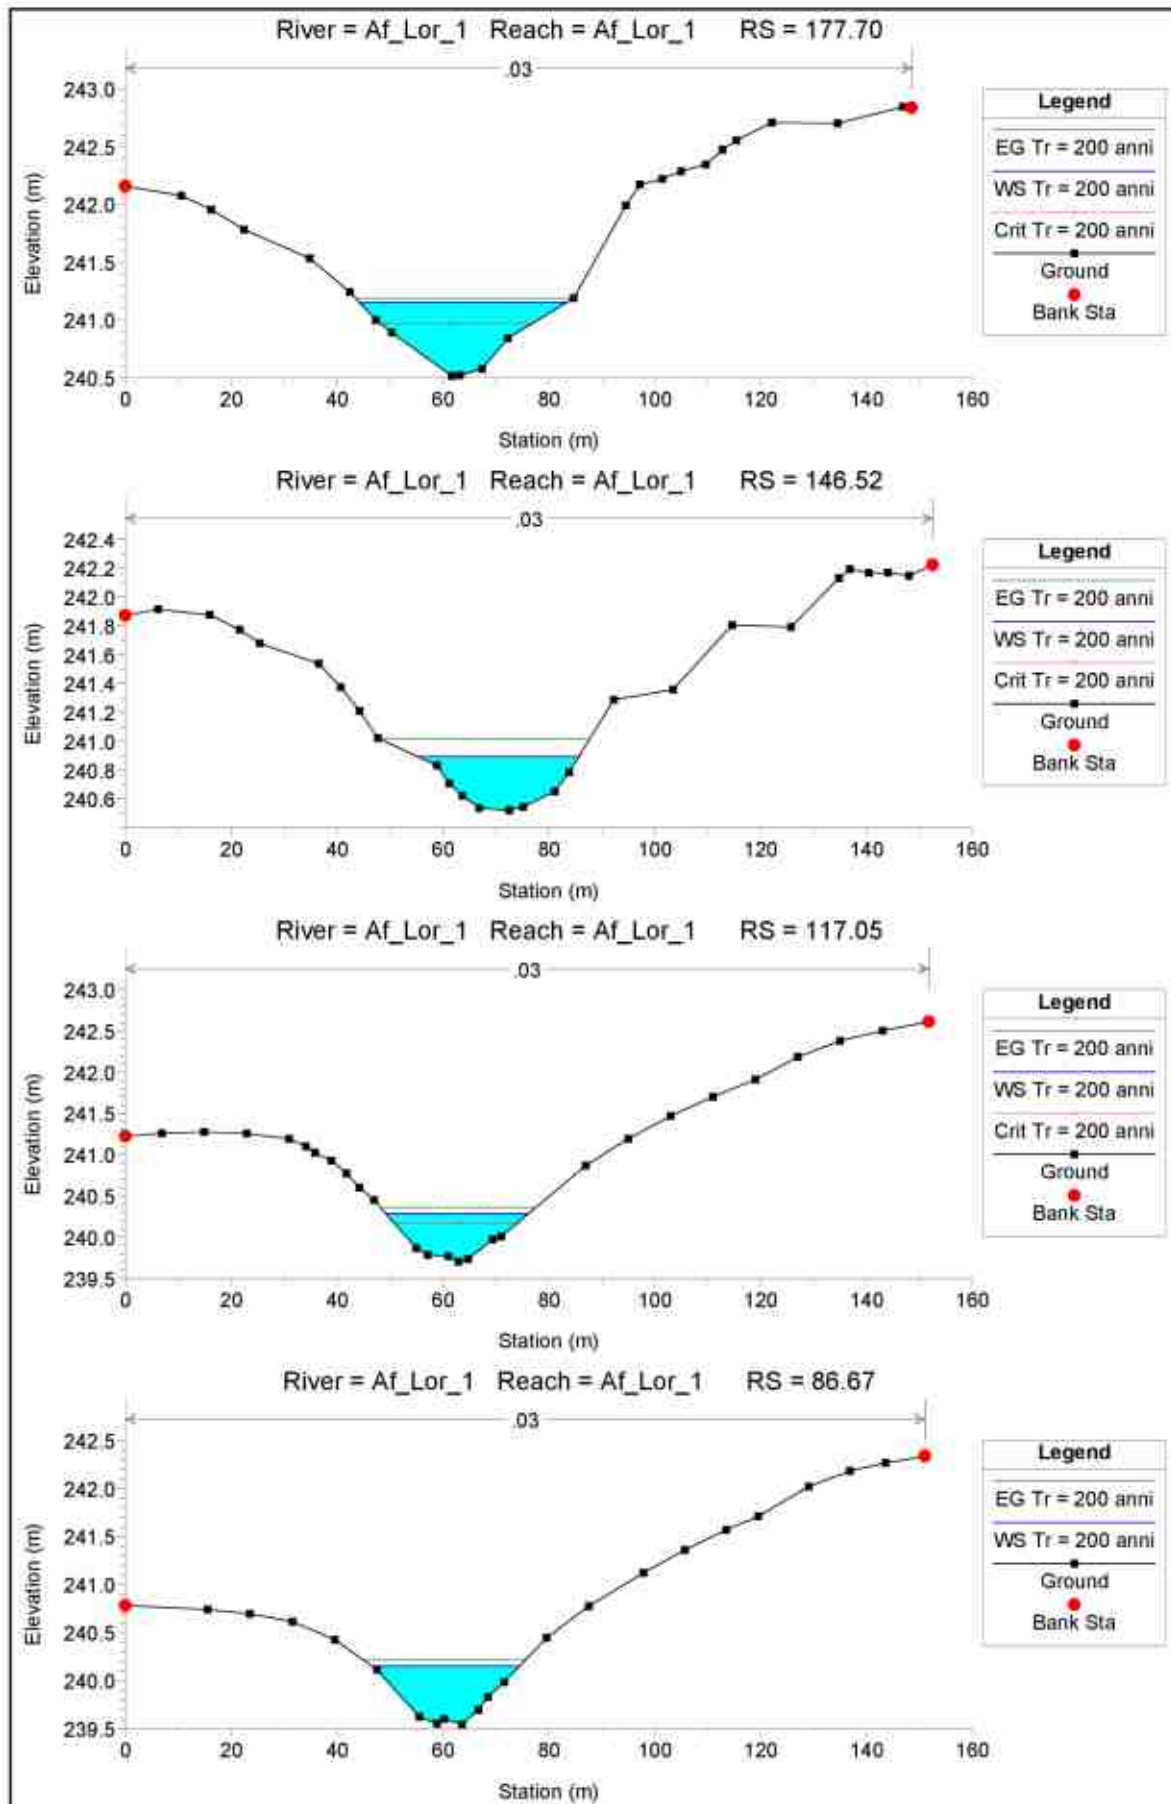 River = Af_Lor_1 Reach = Af_Lor_1 RS = 177.70
.03
243.0
242.5
242.0
241.5
241.0
240.5
Elevation (m)
0 20 40 60 80 100 120 140 160
Station (m)
Legend
EG Tr = 200 anni
WS Tr = 200 anni
Crit Tr = 200 anni
Ground
Bank Sta
River = Af_Lor_1 Reach = Af_Lor_1 RS = 146.52
.03
242.4
242.2
242.0
241.8
241.6
241.4
241.2
241.0
240.8
240.6
Elevation (m)
0 20 40 60 80 100 120 140 160
Station (m)
Legend
EG Tr = 200 anni
WS Tr = 200 anni
Crit Tr = 200 anni
Ground
Bank Sta
River = Af_Lor_1 Reach = Af_Lor_1 RS = 117.05
.03
243.0
242.5
242.0
241.5
241.0
240.5
240.0
239.5
Elevation (m)
0 20 40 60 80 100 120 140 160
Station (m)
Legend
EG Tr = 200 anni
WS Tr = 200 anni
Crit Tr = 200 anni
Ground
Bank Sta
River = Af_Lor_1 Reach = Af_Lor_1 RS = 86.67
.03
242.5
242.0
241.5
241.0
240.5
240.0
239.5
Elevation (m)
0 20 40 60 80 100 120 140 160
Station (m)
Legend
EG Tr = 200 anni
WS Tr = 200 anni
Ground
Bank Sta